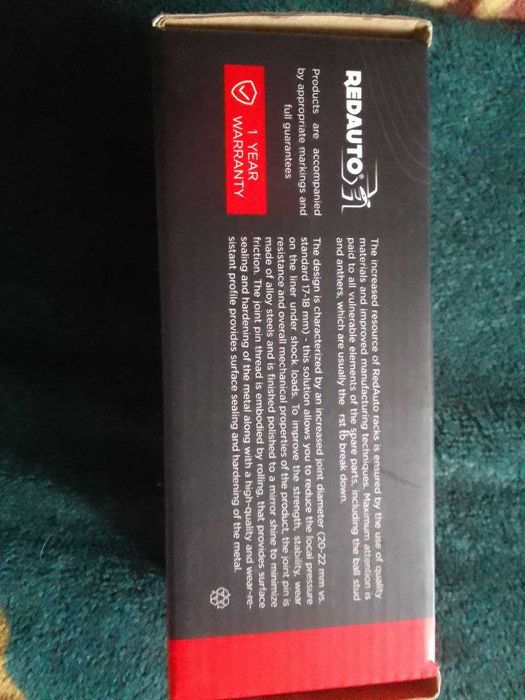 REDAUTO®
Products are accompanied
by appropriate markings and
full guarantees
1 YEAR
WARRANTY
The increased resource of RedAuto racks is ensured by the use of quality
materials and improved manufacturing techniques. Maximum attention is
paid to all vulnerable elements of the spare parts, including the ball stud
and anthers, which are usually the rst to break down.
The design is characterized by an increased joint diameter (20-22 mm vs.
standard 17-18 mm) - this solution allows you to reduce the local pressure
on the liner under shock loads. To improve the strength, stability, wear
resistance and overall mechanical properties of the product, the joint pin is
made of alloy steels and is finished polished to a mirror shine to minimize
friction. The joint pin thread is embodied by rolling, that provides surface
sealing and hardening of the metal along with a high-quality and wear-re-
sistant profile provides surface sealing and hardening of the metal.